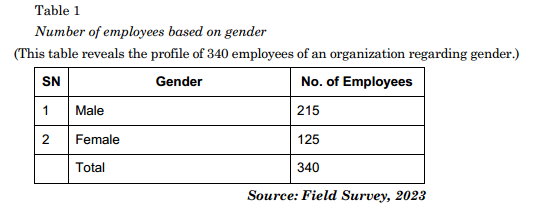 Table 1
Number of employees based on gender
(This table reveals the profile of 340 employees of an organization regarding gender.)
SN Gender No. of Employees
1 Male 215
2 Female 125
Total 340
Source: Field Survey, 2023